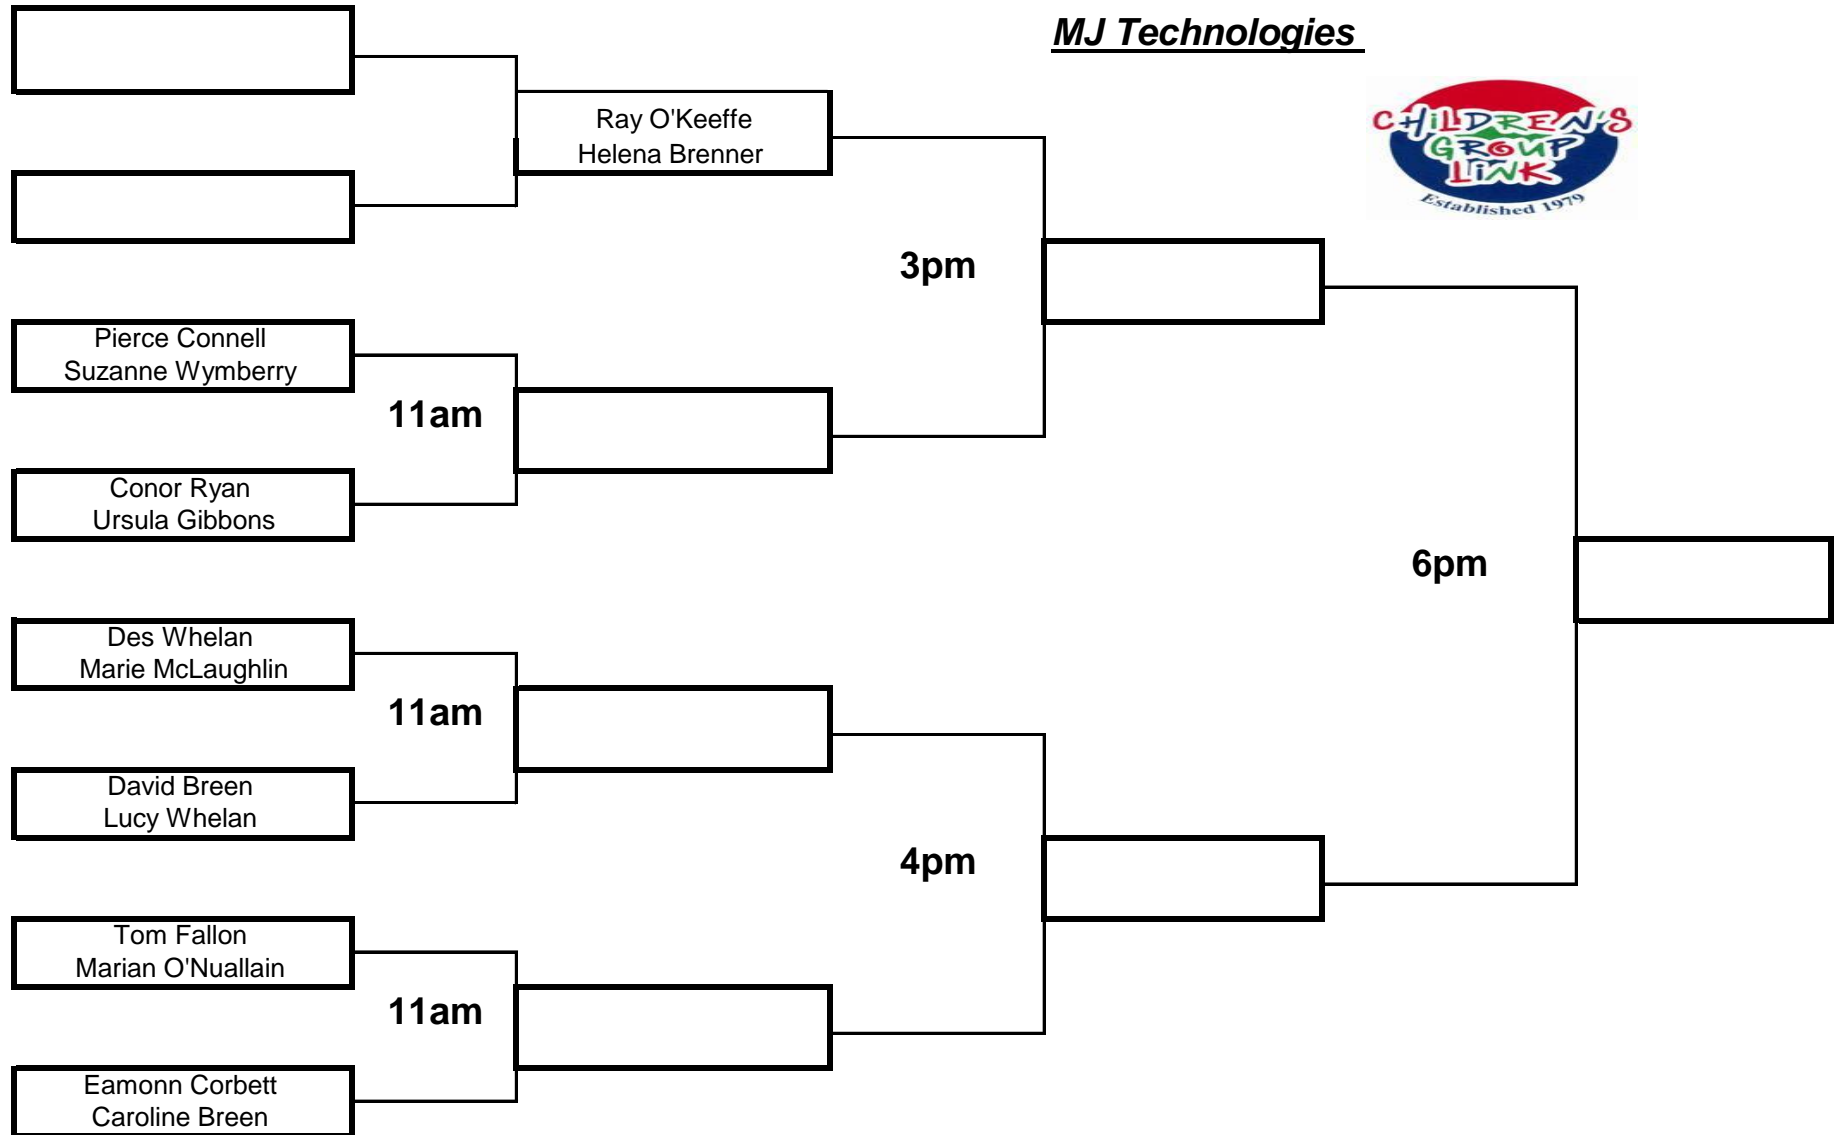 MJ Technologies
CHILDREN'S
GROUP
LINK
Established 1979
Ray O'Keeffe
Helena Brenner
3pm
Pierce Connell
Suzanne Wymberry
11am
Conor Ryan
Ursula Gibbons
6pm
Des Whelan
Marie McLaughlin
11am
David Breen
Lucy Whelan
4pm
Tom Fallon
Marian O'Nuallain
11am
Eamonn Corbett
Caroline Breen